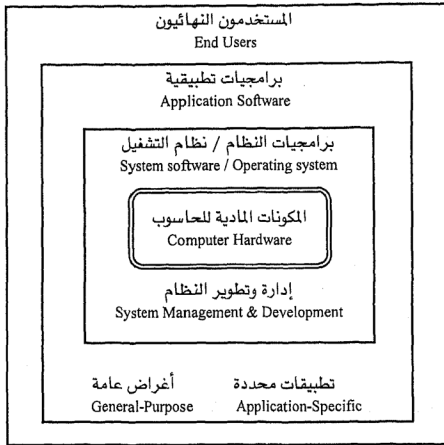 المستخدمون النهائيون
End Users
برامجيات تطبيقية
Application Software
برامجيات النظام / نظام التشغيل
System software / Operating system
المكونات المادية للحاسوب
Computer Hardware
إدارة وتطوير النظام
System Management & Development
أغراض عامة تطبيقات محددة
General-Purpose Application-Specific